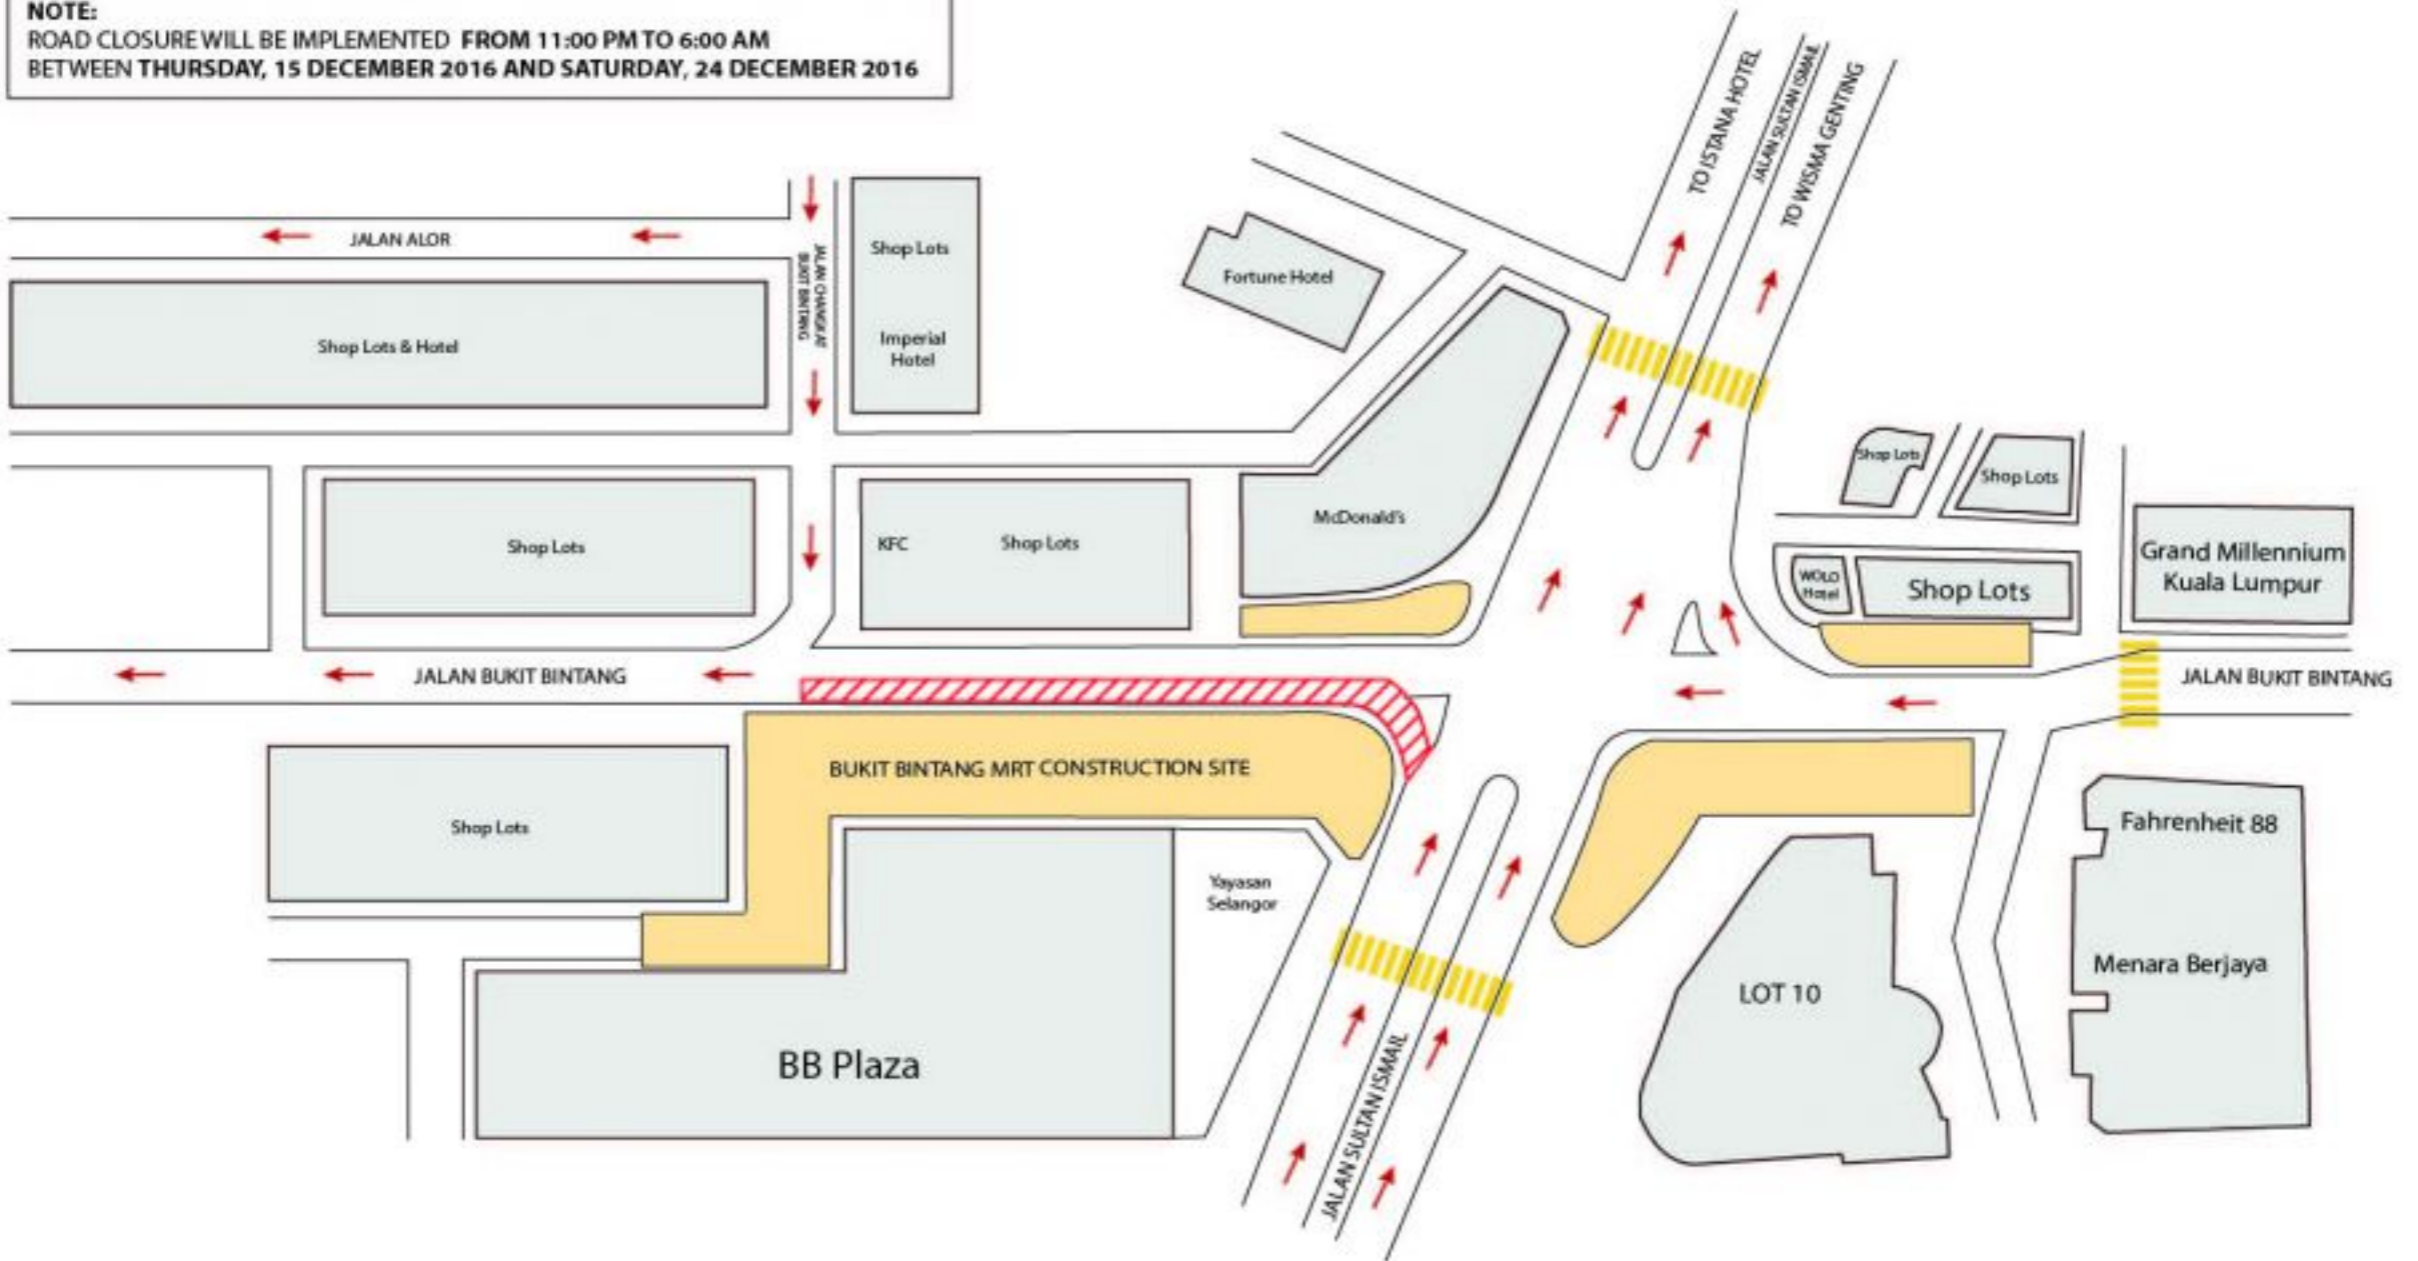 NOTE:
ROAD CLOSURE WILL BE IMPLEMENTED FROM 11:00 PM TO 6:00 AM
BETWEEN THURSDAY, 15 DECEMBER 2016 AND SATURDAY, 24 DECEMBER 2016
TO ISTANA HOTEL
JALAN SULTAN ISMAIL
TO WISMA GENTING
JALAN ALOR
JALAN CHANGKAT
BUKIT BINTANG
Shop Lots
Imperial
Hotel
Fortune Hotel
Shop Lots & Hotel
Shop Lots
Shop Lots
Shop Lots
KFC
Shop Lots
McDonald's
WOLO
Hotel
Shop Lots
Grand Millennium
Kuala Lumpur
JALAN BUKIT BINTANG
JALAN BUKIT BINTANG
BUKIT BINTANG MRT CONSTRUCTION SITE
Shop Lots
Yayasan
Selangor
Fahrenheit 88
Menara Berjaya
LOT 10
BB Plaza
JALAN SULTAN ISMAIL